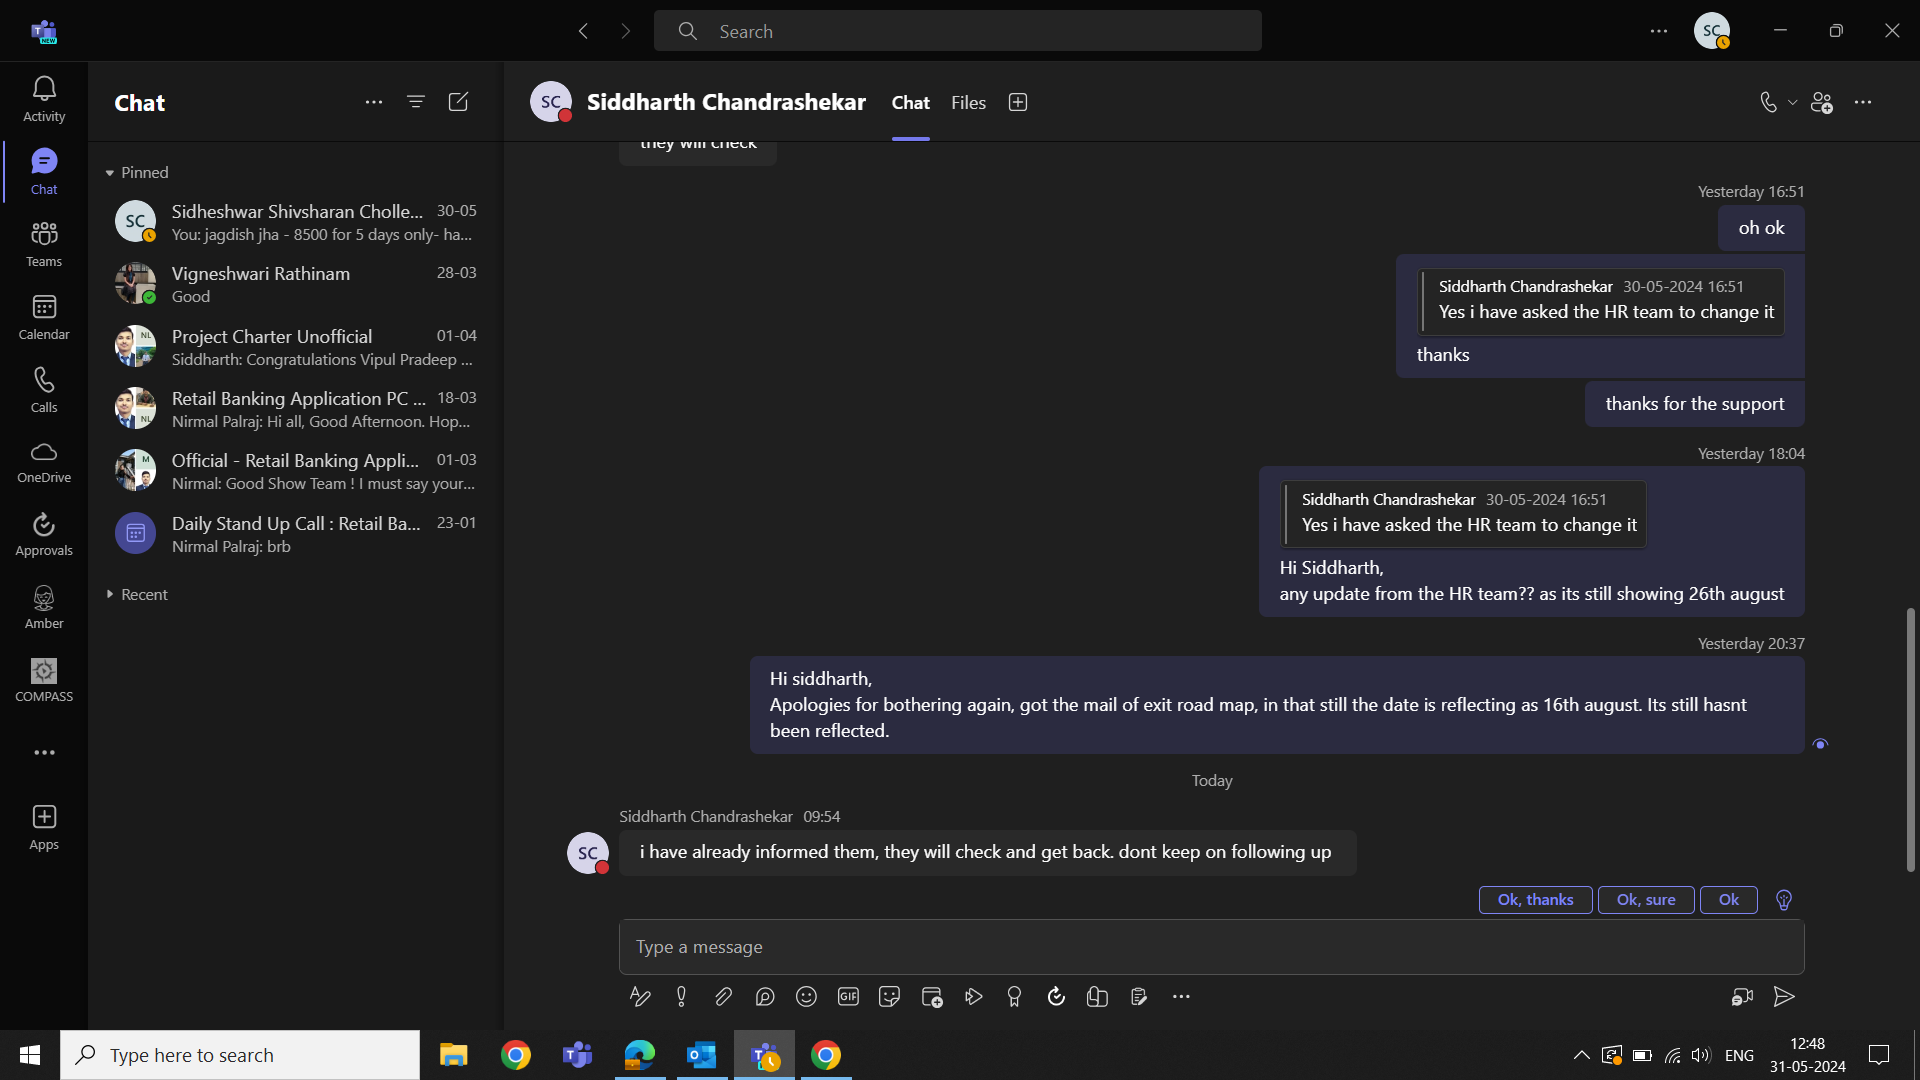 Search
SC
Activity
Chat
Teams
Calendar
Calls
OneDrive
Approvals
Amber
COMPASS
Apps
Chat
Pinned
SC
Sidheshwar Shivsharan Cholle... 30-05
You: jagdish jha - 8500 for 5 days only- ha...
Vigneshwari Rathinam 28-03
Good
NL
Project Charter Unofficial 01-04
Siddharth: Congratulations Vipul Pradeep ...
NL
Retail Banking Application PC ... 18-03
Nirmal Palraj: Hi all, Good Afternoon. Hop...
M
Official - Retail Banking Appli... 01-03
Nirmal: Good Show Team ! I must say your...
Daily Stand Up Call : Retail Ba... 23-01
Nirmal Palraj: brb
Recent
SC Siddharth Chandrashekar Chat Files
they will check
Yesterday 16:51
oh ok
Siddharth Chandrashekar 30-05-2024 16:51
Yes i have asked the HR team to change it
thanks
thanks for the support
Yesterday 18:04
Siddharth Chandrashekar 30-05-2024 16:51
Yes i have asked the HR team to change it
Hi Siddharth,
any update from the HR team?? as its still showing 26th august
Yesterday 20:37
Hi siddharth,
Apologies for bothering again, got the mail of exit road map, in that still the date is reflecting as 16th august. Its still hasnt
been reflected.
Today
Siddharth Chandrashekar 09:54
SC
i have already informed them, they will check and get back. dont keep on following up
Ok, thanks Ok, sure Ok
Type a message
GIF
Type here to search
ENG
12:48
31-05-2024